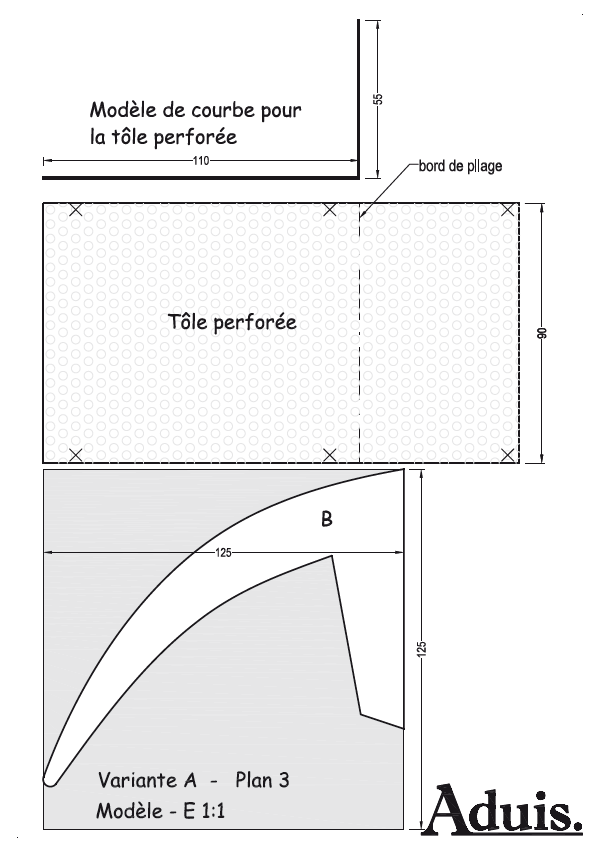 Modèle de courbe pour
la tôle perforée
110
55
bord de pliage
Tôle perforée
90
B
125
125
Variante A - Plan 3
Modèle - E 1:1
Aduis.